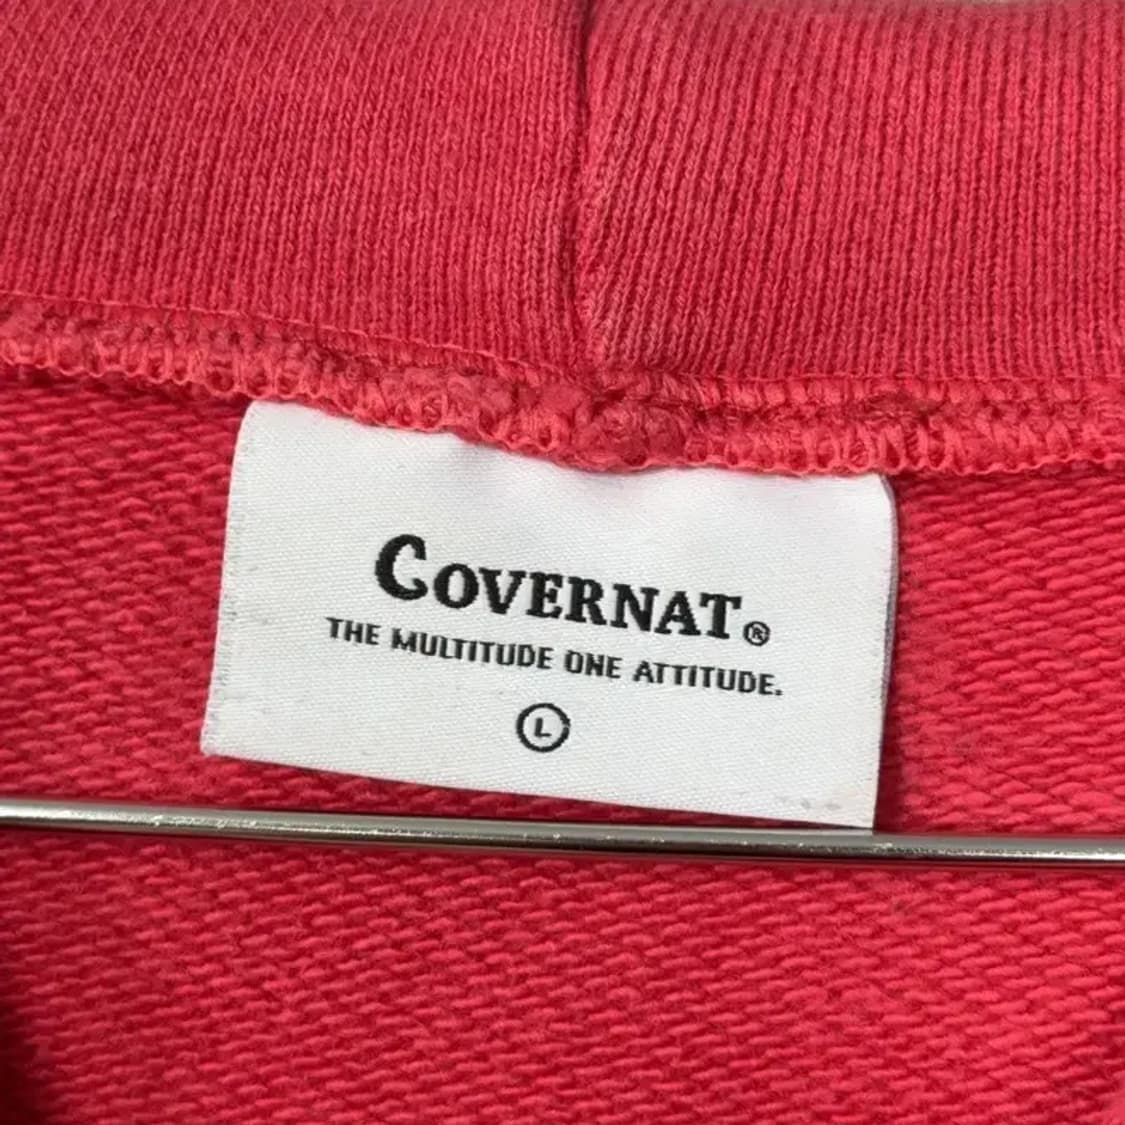 COVERNAT®
THE MULTITUDE ONE ATTITUDE.
L